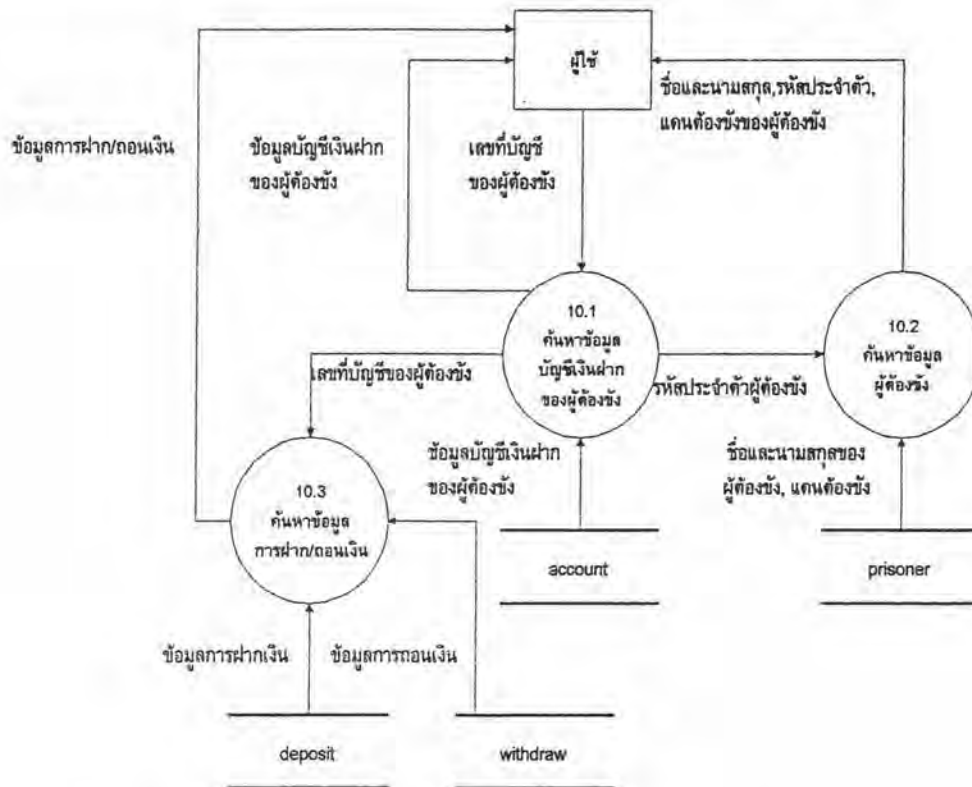 ผู้ใช้
ชื่อและนามสกุล,รหัสประจำตัว,
แดนต้องขังของผู้ต้องขัง
ข้อมูลการฝาก/ถอนเงิน
ข้อมูลบัญชีเงินฝาก
ของผู้ต้องขัง
เลขที่บัญชี
ของผู้ต้องขัง
10.1
ค้นหาข้อมูล
บัญชีเงินฝาก
ของผู้ต้องขัง
10.2
ค้นหาข้อมูล
ผู้ต้องขัง
เลขที่บัญชีของผู้ต้องขัง
รหัสประจำตัวผู้ต้องขัง
ข้อมูลบัญชีเงินฝาก
ของผู้ต้องขัง
ชื่อและนามสกุลของ
ผู้ต้องขัง, แดนต้องขัง
10.3
ค้นหาข้อมูล
การฝาก/ถอนเงิน
account
prisoner
ข้อมูลการฝากเงิน
ข้อมูลการถอนเงิน
deposit
withdraw